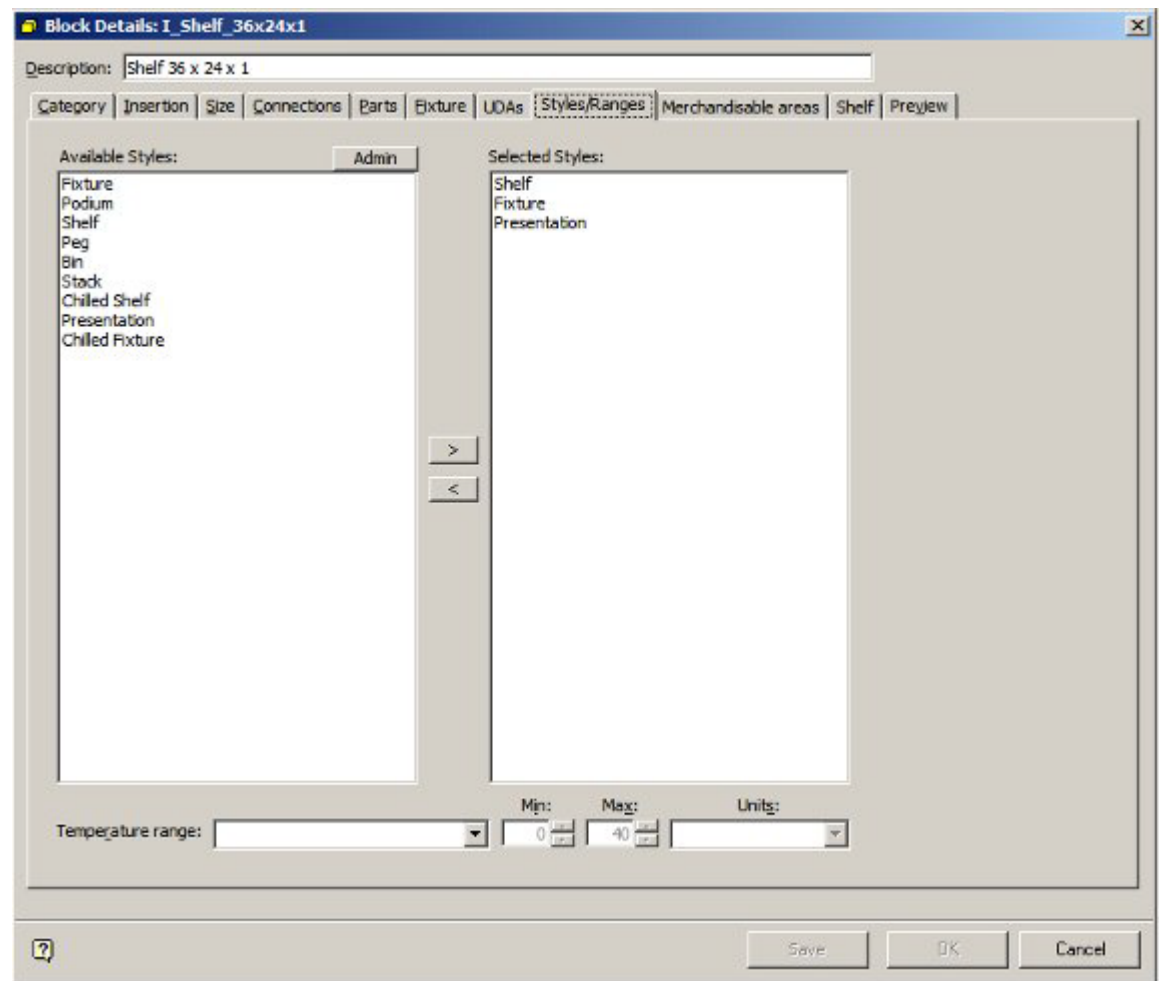 Block Details: I_Shelf_36x24x1
Description: Shelf 36 x 24 x 1
Category Insertion Size Connections Parts Fixture UDAs Styles/Ranges Merchandisable areas Shelf Preview
Available Styles: Admin Selected Styles:
Fixture
Podium
Shelf
Peg
Bin
Stack
Chilled Shelf
Presentation
Chilled Fixture
>
<
Shelf
Fixture
Presentation
Min: Max: Units:
Temperature range: 0 40
? Save OK Cancel